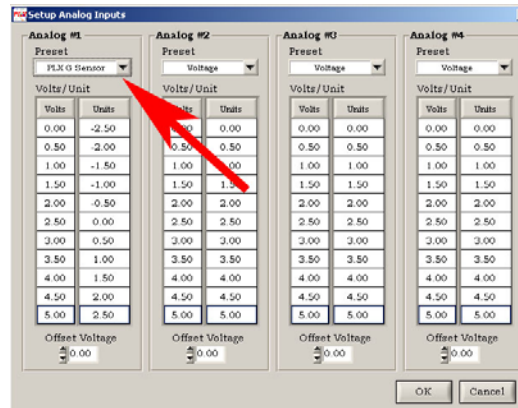 Setup Analog Inputs
Analog #1 Analog #2 Analog #3 Analog #4
Preset Preset Preset Preset
PLX G Sensor Voltage Voltage Voltage
Volts/Unit Volts/Unit Volts/Unit Volts/Unit
Volts Units Volts Units Volts Units Volts Units
0.00 -2.50 0.00 0.00 0.00 0.00 0.00
0.50 -2.00 0.50 0.50 0.50 0.50 0.50 0.50
1.00 -1.50 1.00 1.00 1.00 1.00 1.00
1.50 -1.00 1.50 1.50 1.50 1.50 1.50
2.00 -0.50 2.00 2.00 2.00 2.00 2.00 2.00
2.50 0.00 2.50 2.50 2.50 2.50 2.50 2.50
3.00 0.50 3.00 3.00 3.00 3.00 3.00 3.00
3.50 1.00 3.50 3.50 3.50 3.50 3.50 3.50
4.00 1.50 4.00 4.00 4.00 4.00 4.00 4.00
4.50 2.00 4.50 4.50 4.50 4.50 4.50 4.50
5.00 2.50 5.00 5.00 5.00 5.00 5.00 5.00
Offset Voltage Offset Voltage Offset Voltage Offset Voltage
0.00 0.00 0.00 0.00
OK Cancel